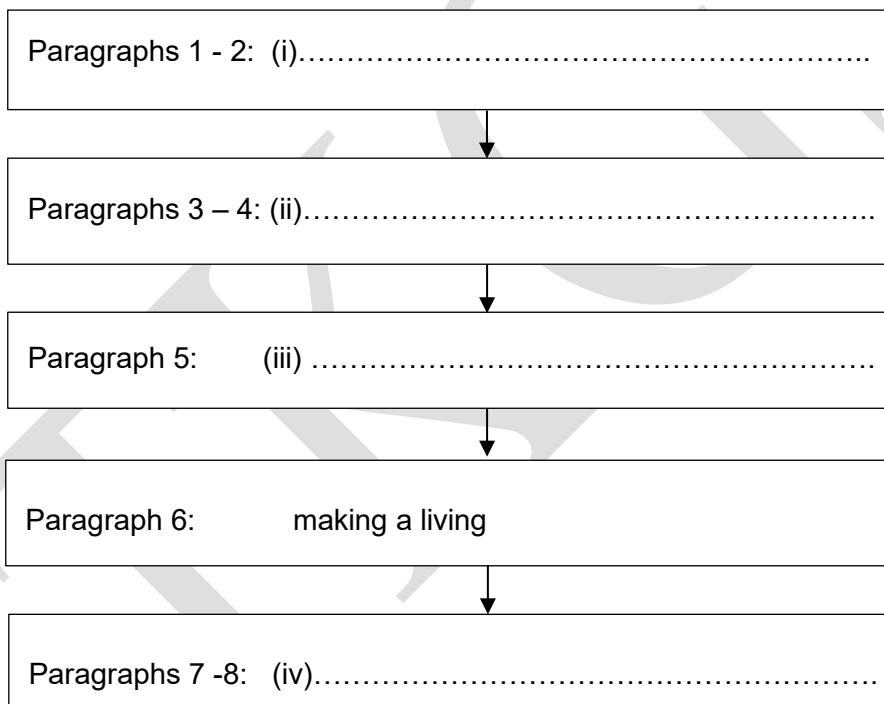 Paragraphs 1 - 2: (i)…………………………………………………..
Paragraphs 3 – 4: (ii)…………………………………………………..
Paragraph 5: (iii) ………………………………………………….
Paragraph 6: making a living
Paragraphs 7 -8: (iv)………………………………………………….